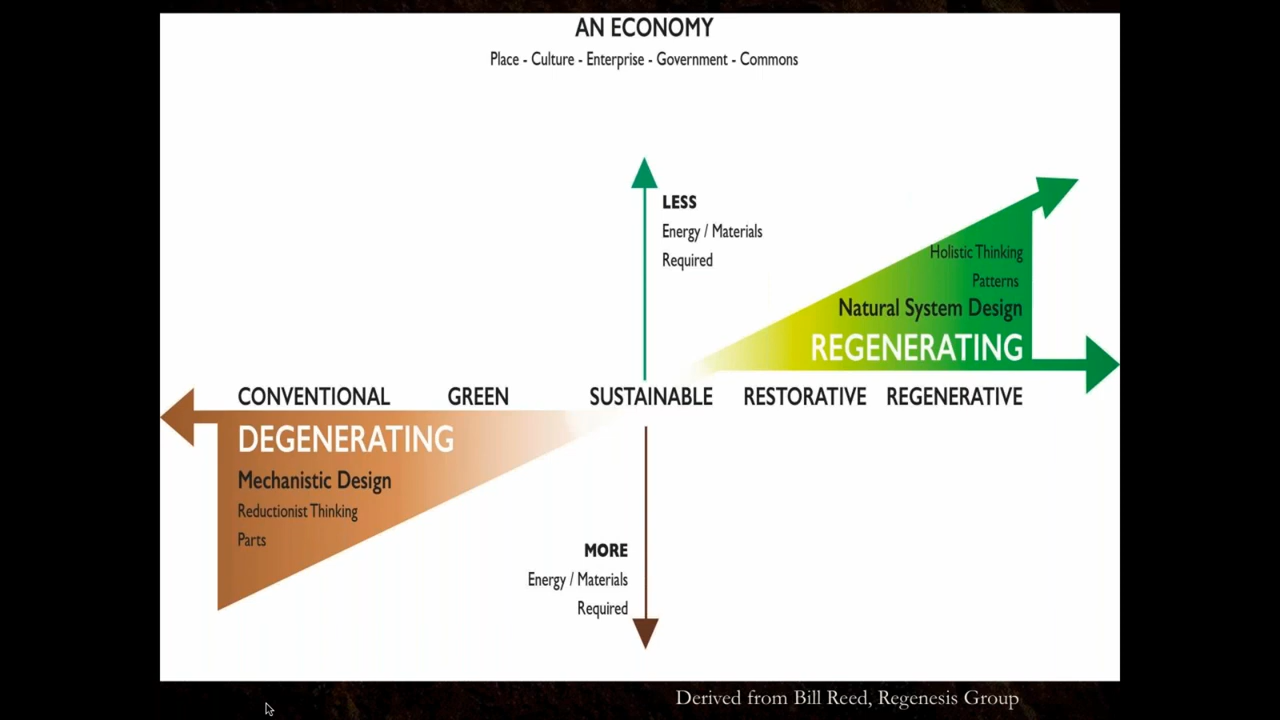 AN ECONOMY
Place - Culture - Enterprise - Government - Commons
LESS
Energy / Materials
Required
Holistic Thinking
Patterns
Natural System Design
REGENERATING
CONVENTIONAL GREEN SUSTAINABLE RESTORATIVE REGENERATIVE
DEGENERATING
Mechanistic Design
Reductionist Thinking
Parts
MORE
Energy / Materials
Required
Derived from Bill Reed, Regenesis Group